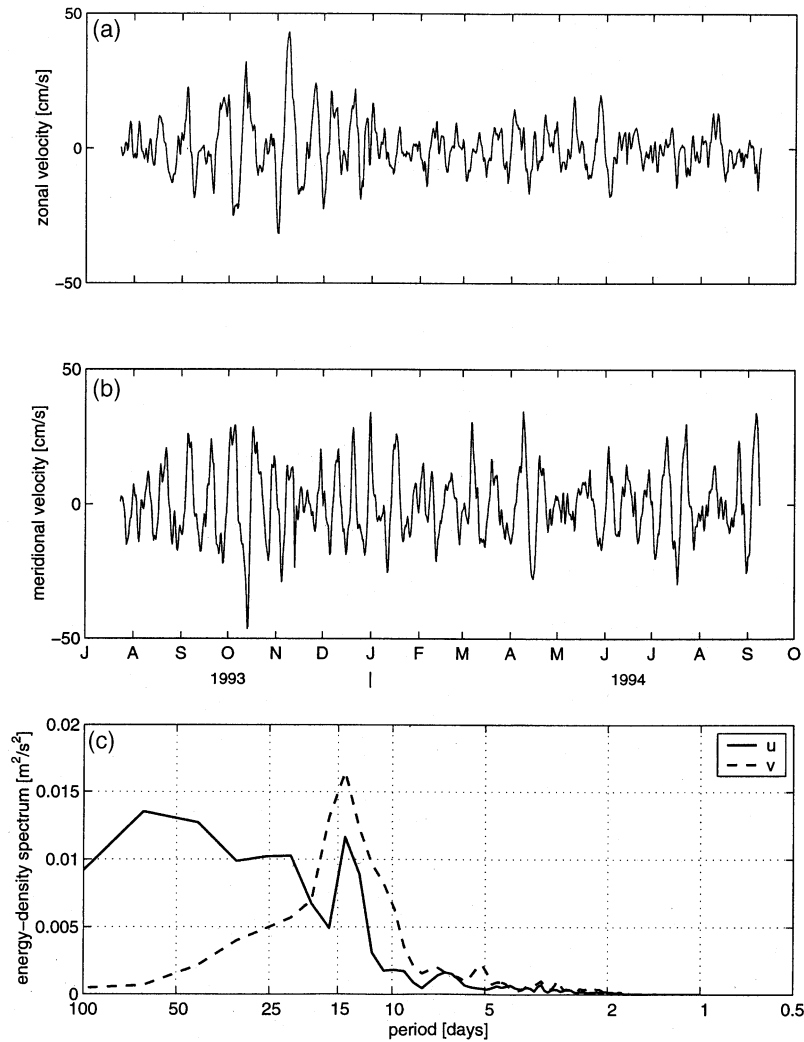 50
(a)
zonal velocity [cm/s]
0
−50
50
(b)
meridional velocity [cm/s]
0
−50
J A S O N D J F M A M J J A S O
1993 | 1994
0.02
(c)
u
v
energy−density spectrum [m²/s²]
0.015
0.01
0.005
0
100 50 25 15 10 5 2 1 0.5
period [days]